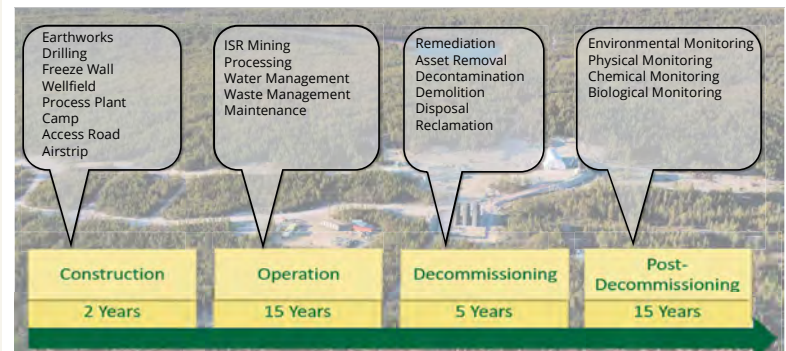 Earthworks
Drilling
Freeze Wall
Wellfield
Process Plant
Camp
Access Road
Airstrip
ISR Mining
Processing
Water Management
Waste Management
Maintenance
Remediation
Asset Removal
Decontamination
Demolition
Disposal
Reclamation
Environmental Monitoring
Physical Monitoring
Chemical Monitoring
Biological Monitoring
Construction
2 Years
Operation
15 Years
Decommissioning
5 Years
Post-
Decommissioning
15 Years